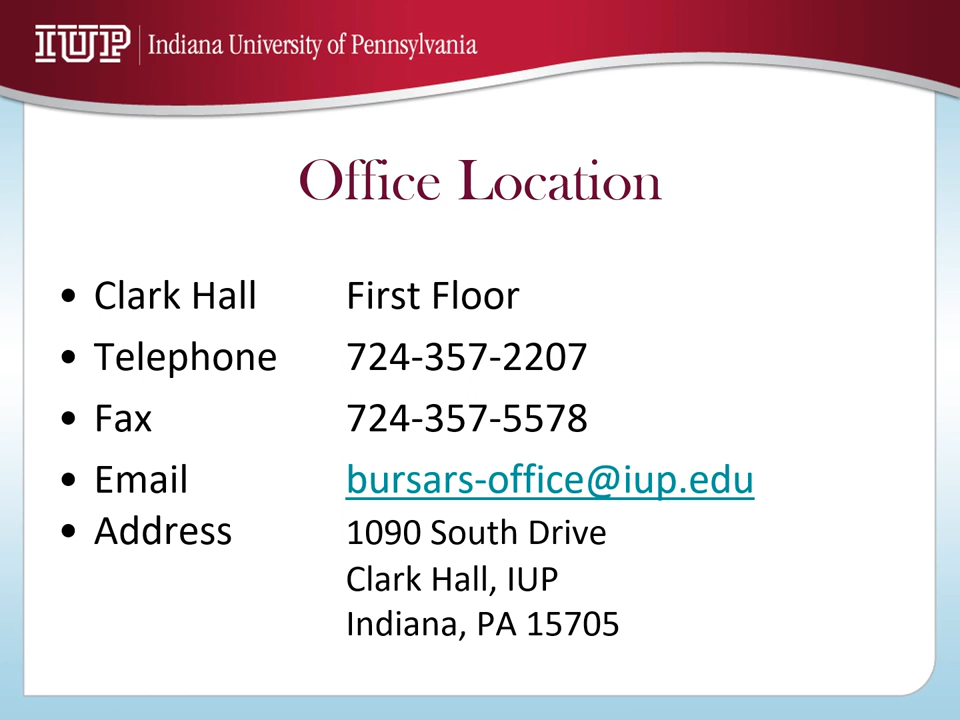 IUP Indiana University of Pennsylvania
Office Location
• Clark Hall First Floor
• Telephone 724-357-2207
• Fax 724-357-5578
• Email bursars-office@iup.edu
• Address 1090 South Drive
Clark Hall, IUP
Indiana, PA 15705